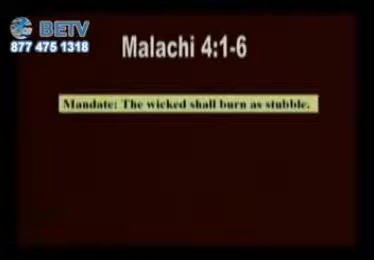 BETV
877 475 1318
Malachi 4:1-6
Mandate: The wicked shall burn as stubble.